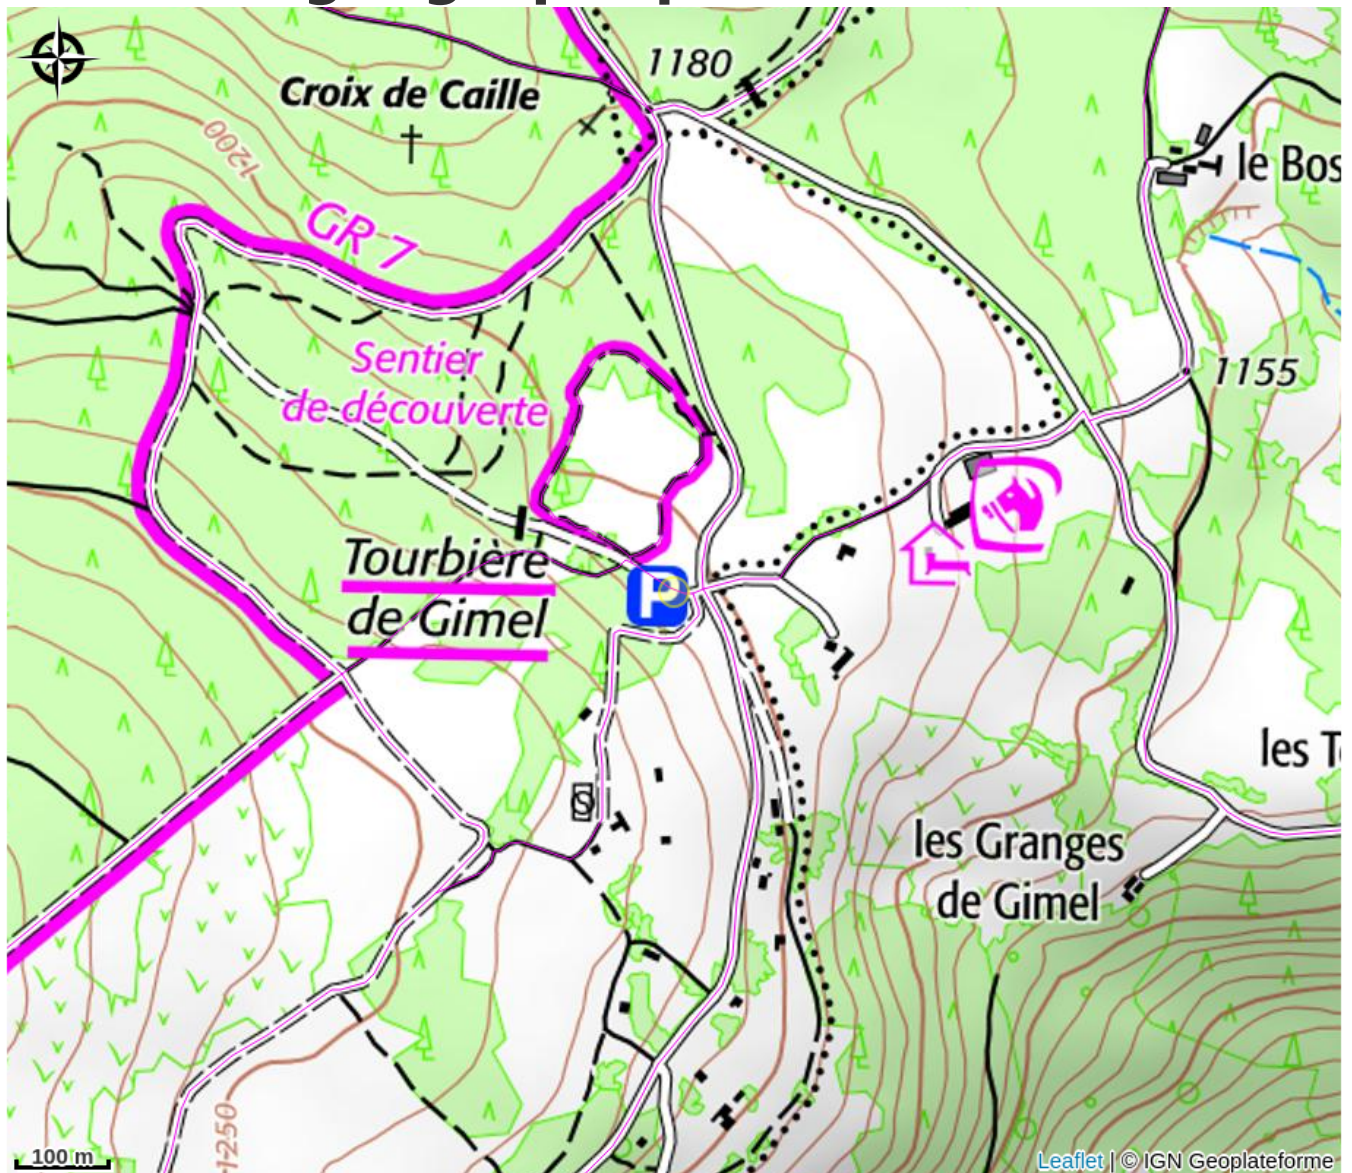 1180
Croix de Caille
1200
le Bos
GR 7
Sentier
de découverte
1155
Tourbière
de Gimel
P
les T
les Granges
de Gimel
1250
100 m
Leaflet | © IGN Geoplateforme